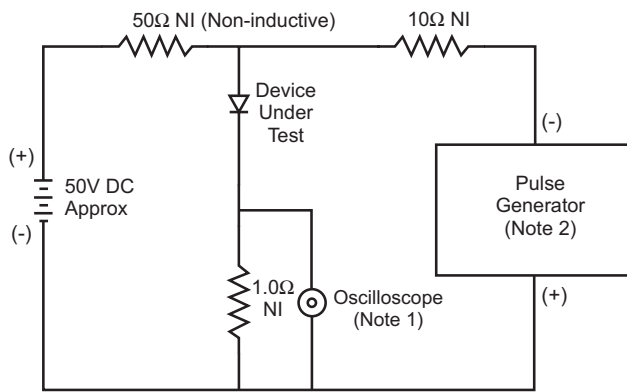 50Ω NI (Non-inductive)
10Ω NI
Device
Under
Test
(+)
50V DC
Approx
(-)
1.0Ω
NI
Oscilloscope
(Note 1)
(-)
Pulse
Generator
(Note 2)
(+)